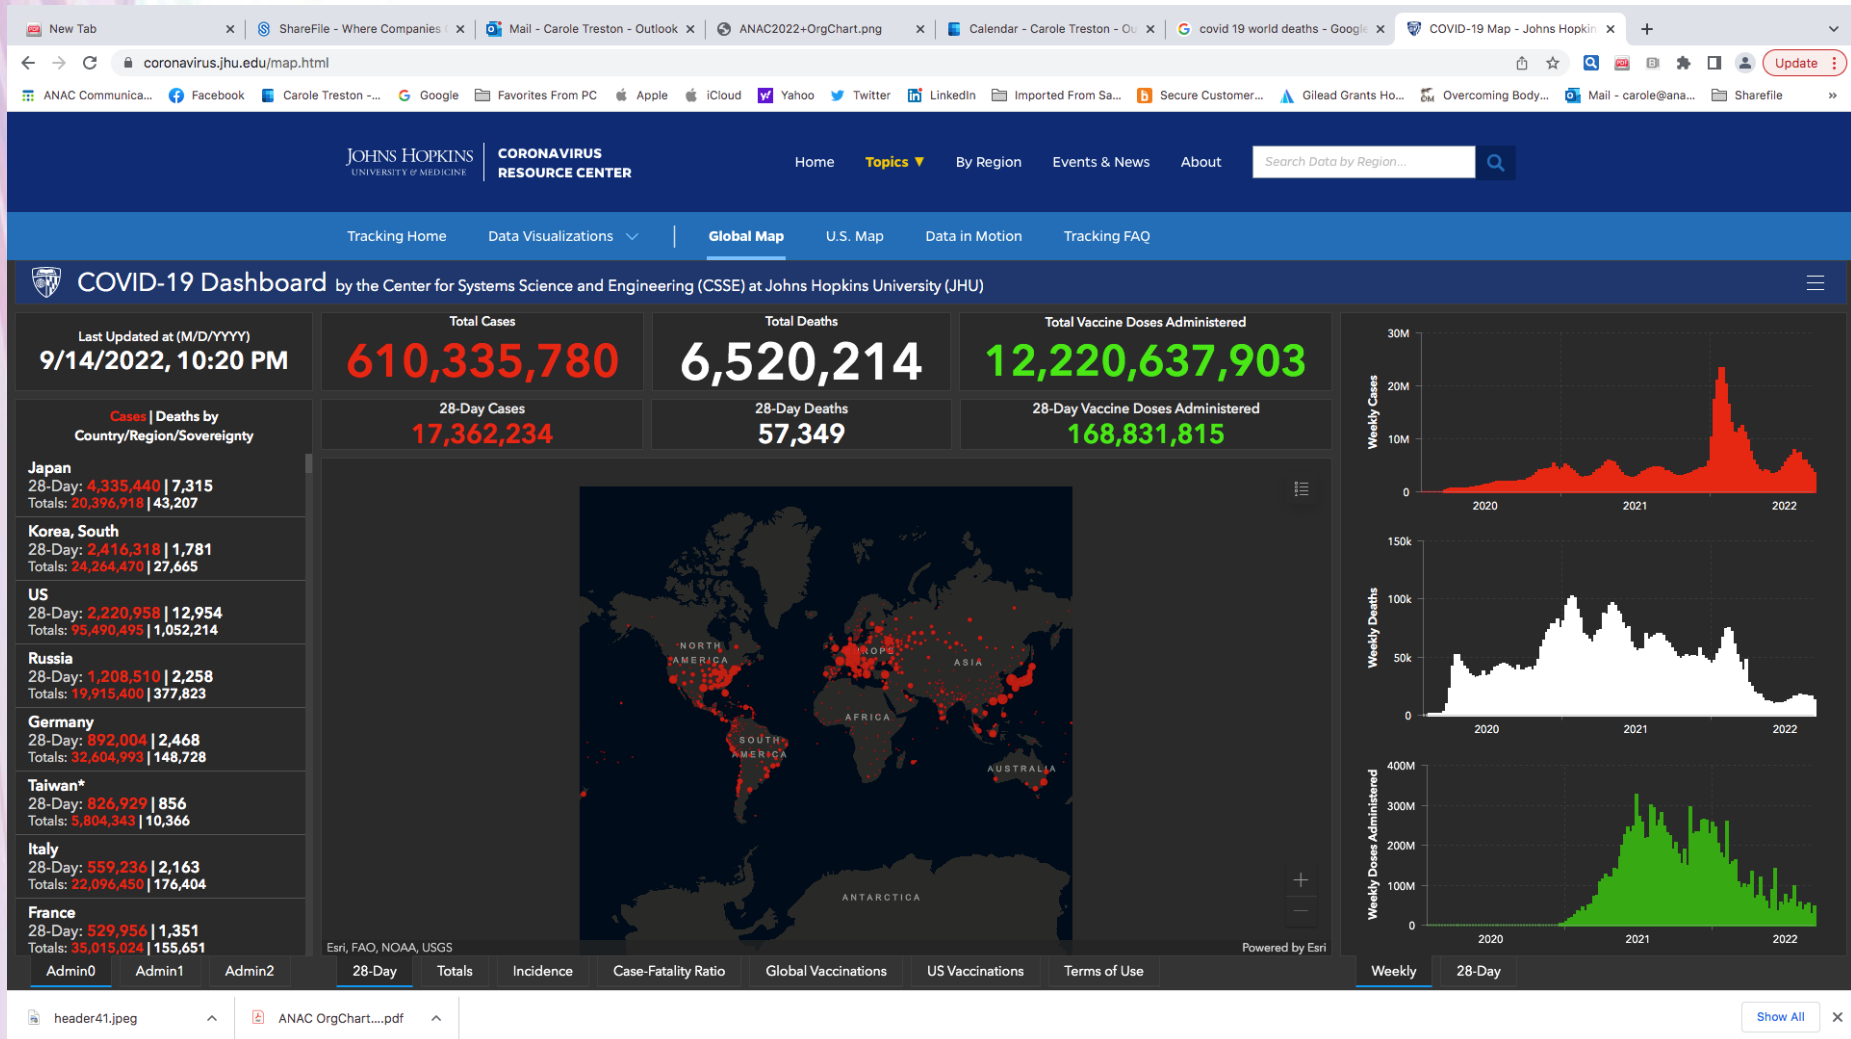 New Tab
ShareFile - Where Companies
Mail - Carole Treston - Outlook
ANAC2022+OrgChart.png
Calendar - Carole Treston - Ou
covid 19 world deaths - Google
COVID-19 Map - Johns Hopkin
coronavirus.jhu.edu/map.html
Update
ANAC Communica...
Facebook
Carole Treston -...
Google
Favorites From PC
Apple
iCloud
Yahoo
Twitter
LinkedIn
Imported From Sa...
Secure Customer...
Gilead Grants Ho...
Overcoming Body...
Mail - carole@ana...
Sharefile
»
JOHNS HOPKINS
UNIVERSITY & MEDICINE
CORONAVIRUS
RESOURCE CENTER
Home
Topics ▼
By Region
Events & News
About
Search Data by Region...
Tracking Home
Data Visualizations
Global Map
U.S. Map
Data in Motion
Tracking FAQ
COVID-19 Dashboard by the Center for Systems Science and Engineering (CSSE) at Johns Hopkins University (JHU)
Last Updated at (M/D/YYYY)
9/14/2022, 10:20 PM
Total Cases
610,335,780
Total Deaths
6,520,214
Total Vaccine Doses Administered
12,220,637,903
28-Day Cases
17,362,234
28-Day Deaths
57,349
28-Day Vaccine Doses Administered
168,831,815
Cases | Deaths by
Country/Region/Sovereignty
Japan
28-Day: 4,335,440 | 7,315
Totals: 20,396,918 | 43,207
Korea, South
28-Day: 2,416,318 | 1,781
Totals: 24,264,470 | 27,665
US
28-Day: 2,220,958 | 12,954
Totals: 95,490,495 | 1,052,214
Russia
28-Day: 1,208,510 | 2,258
Totals: 19,915,400 | 377,823
Germany
28-Day: 892,004 | 2,468
Totals: 32,604,993 | 148,728
Taiwan*
28-Day: 826,929 | 856
Totals: 5,804,343 | 10,366
Italy
28-Day: 559,236 | 2,163
Totals: 22,096,450 | 176,404
France
28-Day: 529,956 | 1,351
Totals: 35,015,024 | 155,651
NORTH
AMERICA
ASIA
AFRICA
SOUTH
AMERICA
AUSTRALIA
ANTARCTICA
Esri, FAO, NOAA, USGS
Powered by Esri
Weekly Cases
30M
20M
10M
0
2020
2021
2022
Weekly Deaths
150k
100k
50k
0
2020
2021
2022
Weekly Doses Administered
400M
300M
200M
100M
0
2020
2021
2022
Admin0
Admin1
Admin2
28-Day
Totals
Incidence
Case-Fatality Ratio
Global Vaccinations
US Vaccinations
Terms of Use
Weekly
28-Day
header41.jpeg
ANAC OrgChart....pdf
Show All